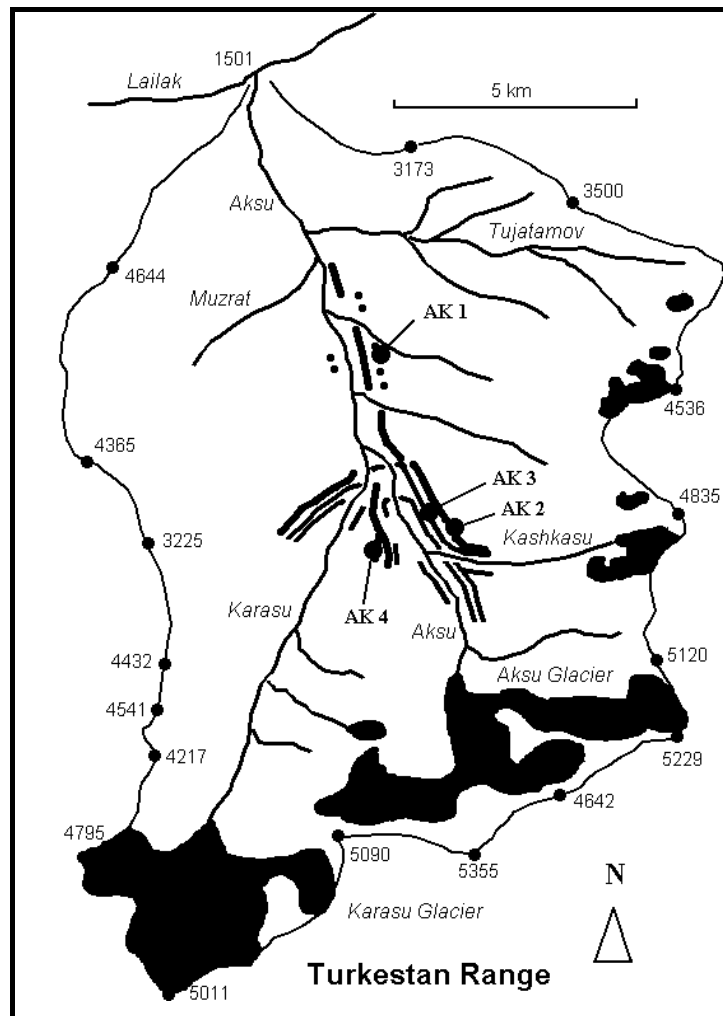 1501
Lailak
5 km
3173
3500
Aksu
Tujatamov
4644
Muzrat
AK 1
4536
4365
AK 3
4835
AK 2
3225
Kashkasu
AK 4
Karasu
Aksu
4432
5120
Aksu Glacier
4541
4217
5229
4642
4795
5090
5355
N
Karasu Glacier
Turkestan Range
5011